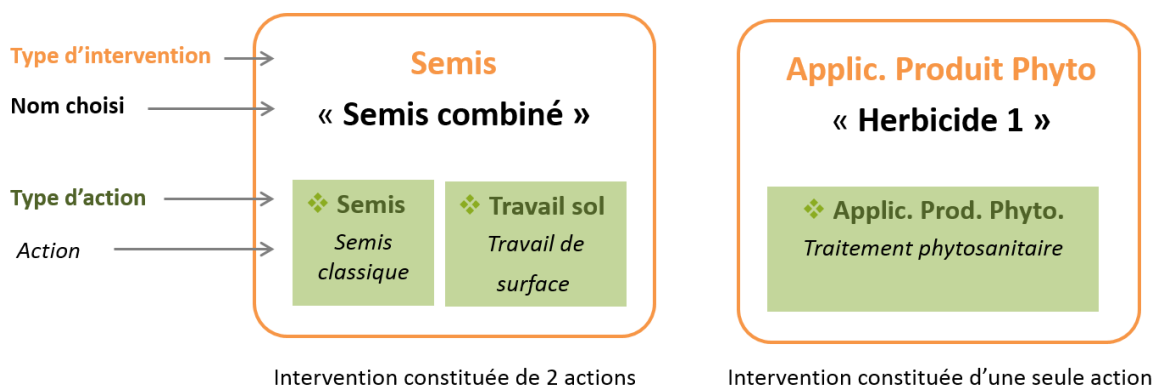 Type d'intervention
Nom choisi
Type d'action
Action
Semis
« Semis combiné »
❖ Semis
Semis
classique
❖ Travail sol
Travail de
surface
Intervention constituée de 2 actions
Applic. Produit Phyto
« Herbicide 1 »
❖ Applic. Prod. Phyto.
Traitement phytosanitaire
Intervention constituée d'une seule action